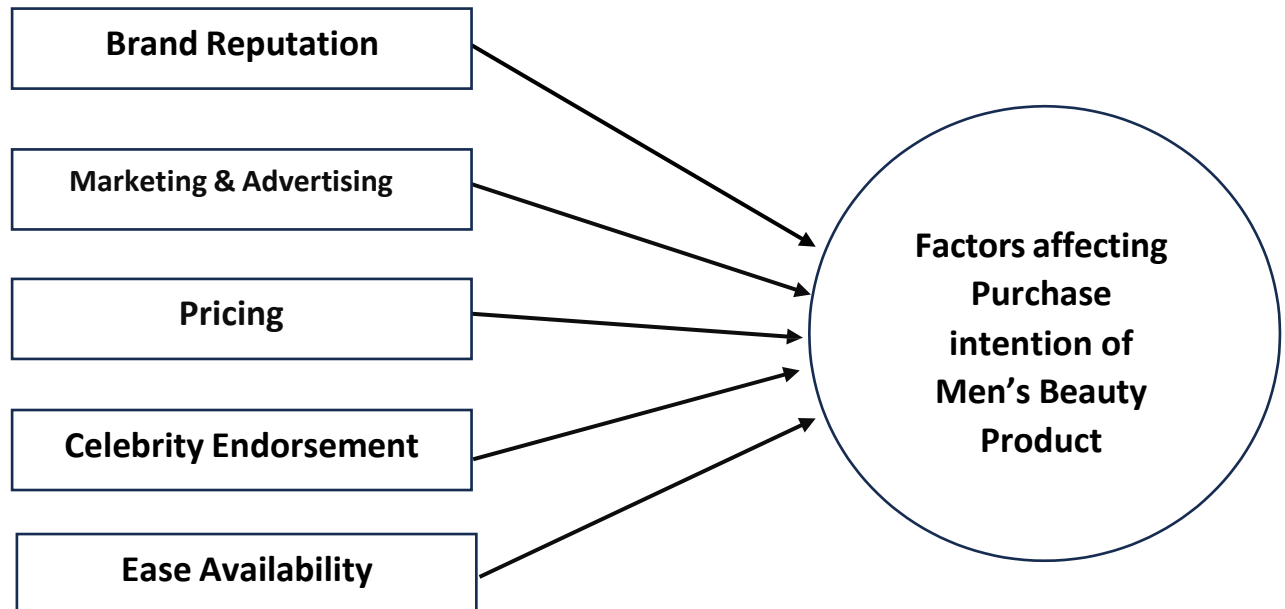 Brand Reputation
Marketing & Advertising
Pricing
Celebrity Endorsement
Ease Availability
Factors affecting
Purchase
intention of
Men’s Beauty
Product